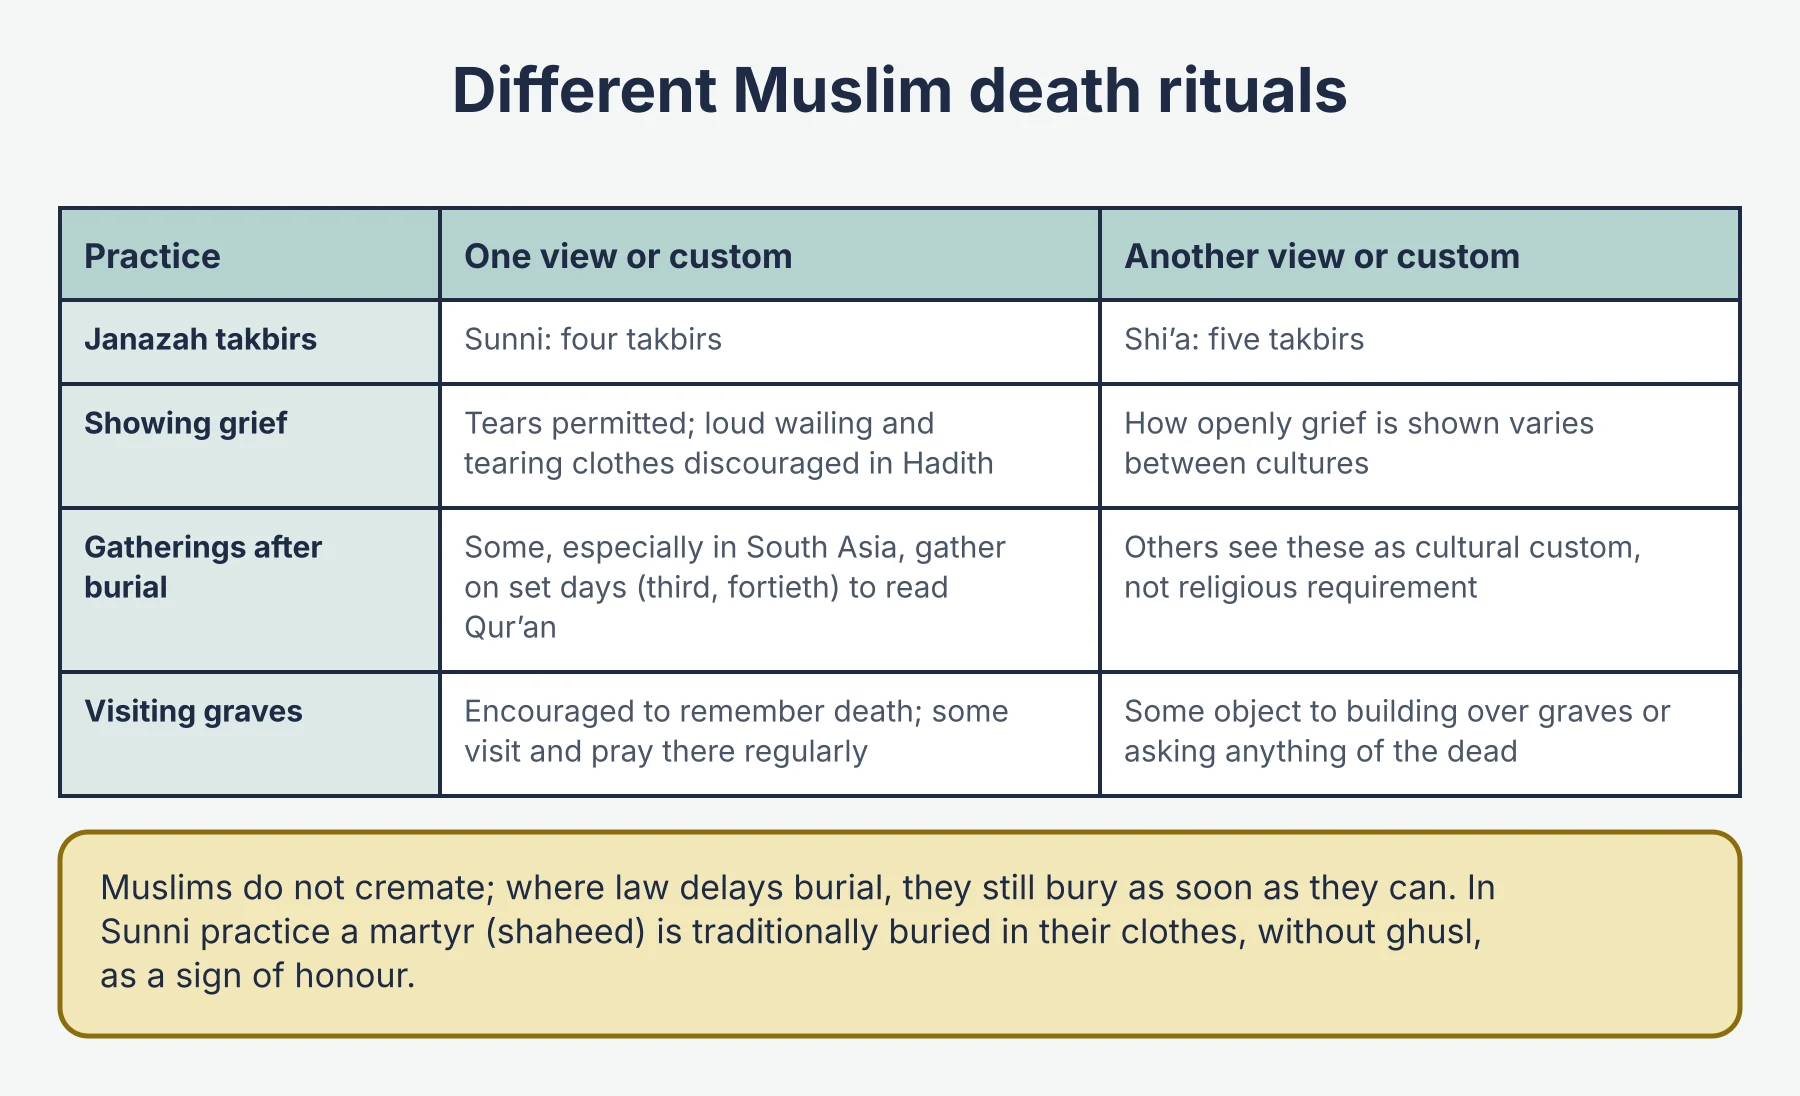 Different Muslim death rituals
Practice
One view or custom
Another view or custom
Janazah takbirs
Sunni: four takbirs
Shi’a: five takbirs
Showing grief
Tears permitted; loud wailing and
tearing clothes discouraged in Hadith
How openly grief is shown varies
between cultures
Gatherings after
burial
Some, especially in South Asia, gather
on set days (third, fortieth) to read
Qur’an
Others see these as cultural custom,
not religious requirement
Visiting graves
Encouraged to remember death; some
visit and pray there regularly
Some object to building over graves or
asking anything of the dead
Muslims do not cremate; where law delays burial, they still bury as soon as they can. In
Sunni practice a martyr (shaheed) is traditionally buried in their clothes, without ghusl,
as a sign of honour.